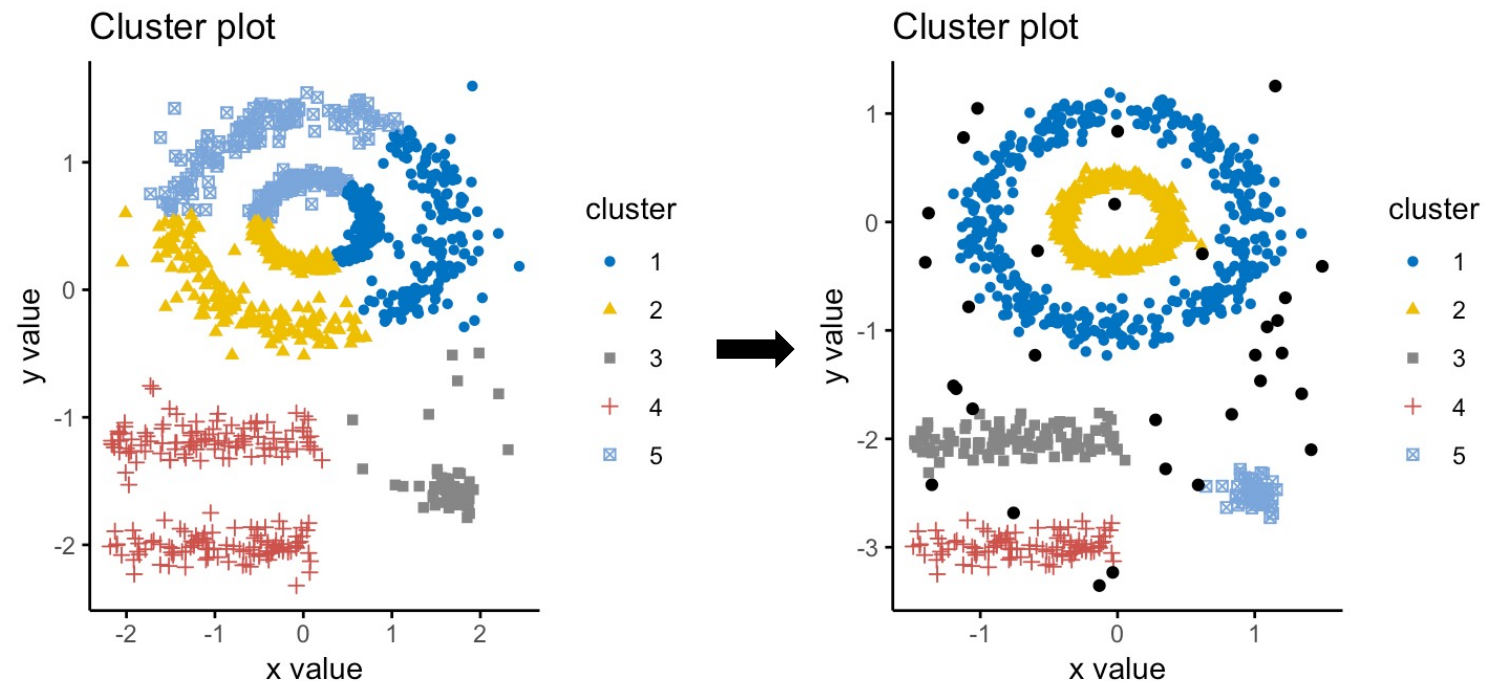 Cluster plot
y value
1
0
-1
-2
-2 -1 0 1 2
x value
cluster
1
2
3
4
5
Cluster plot
y value
1
0
-1
-2
-3
-1 0 1
x value
cluster
1
2
3
4
5